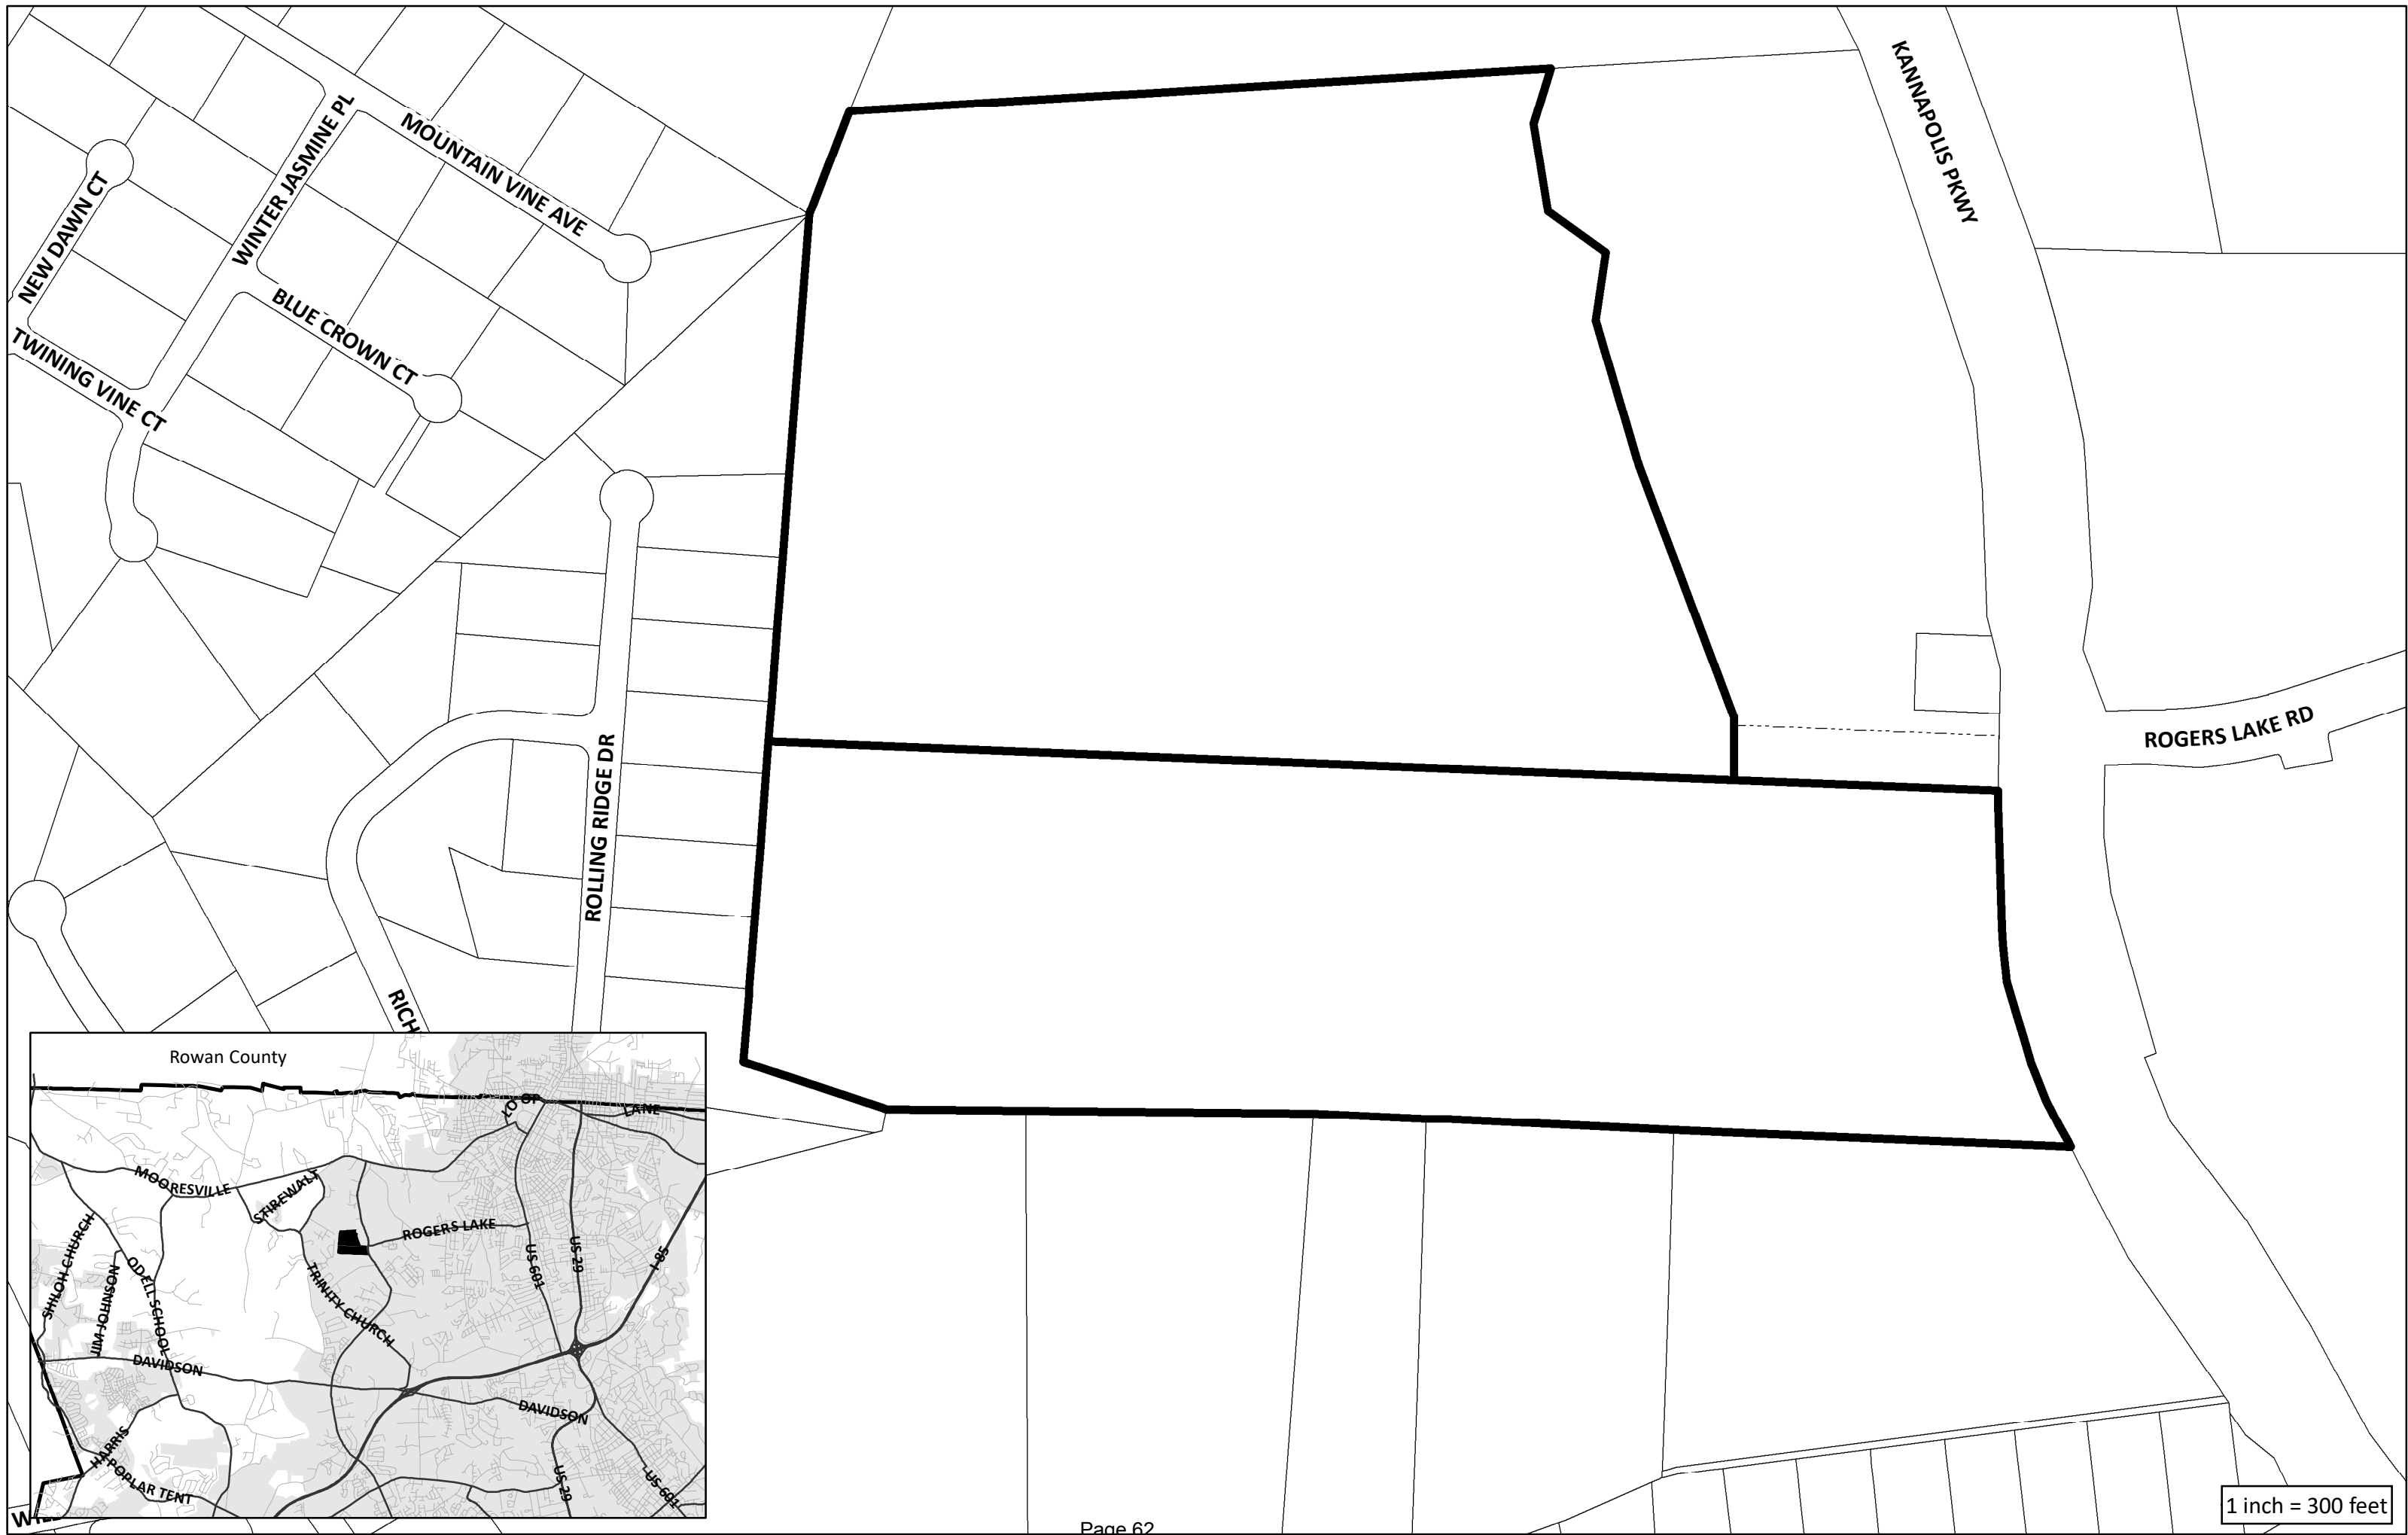 KANNAPOLIS PKWY
WINTER JASMINE PL
MOUNTAIN VINE AVE
NEW DAWN CT
BLUE CROWN CT
TWINING VINE CT
ROLLING RIDGE DR
ROGERS LAKE RD
RICH
Rowan County
LOOP
LANE
MOORESVILLE
STIREWALT
ROGERS LAKE
SHILOH CHURCH
JIM JOHNSON
ODELL SCHOOL
TRINITY CHURCH
US 601
US 29
I-85
DAVIDSON
DAVIDSON
HARRIS
POPLAR TENT
US 29
US 601
1 inch = 300 feet
Page 62